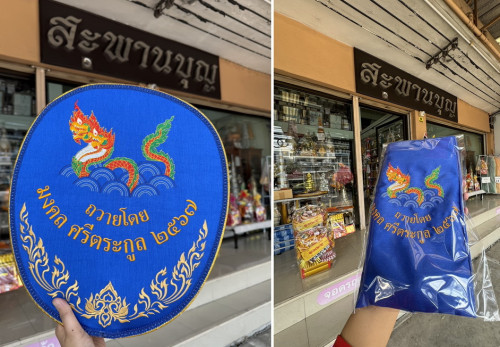 สะพานบุญ
ถวายโดย
มงคล ศรีตระกูล ๒๕๖๗
สะพานบุญ
ถวายโดย
มงคล ศรีตระกูล ๒๕๖๗